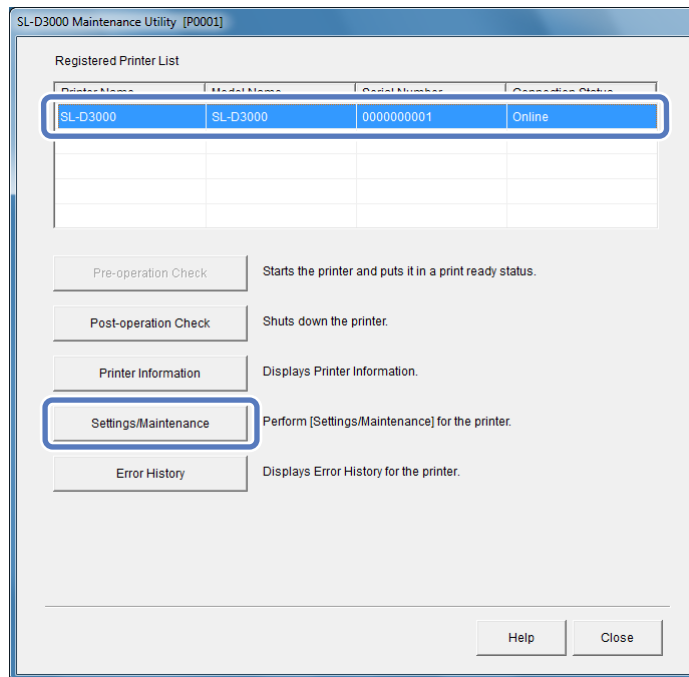 SL-D3000 Maintenance Utility [P0001]
Registered Printer List
Printer Name Model Name Serial Number Connection Status
SL-D3000 SL-D3000 0000000001 Online
Pre-operation Check Starts the printer and puts it in a print ready status.
Post-operation Check Shuts down the printer.
Printer Information Displays Printer Information.
Settings/Maintenance Perform [Settings/Maintenance] for the printer.
Error History Displays Error History for the printer.
Help Close